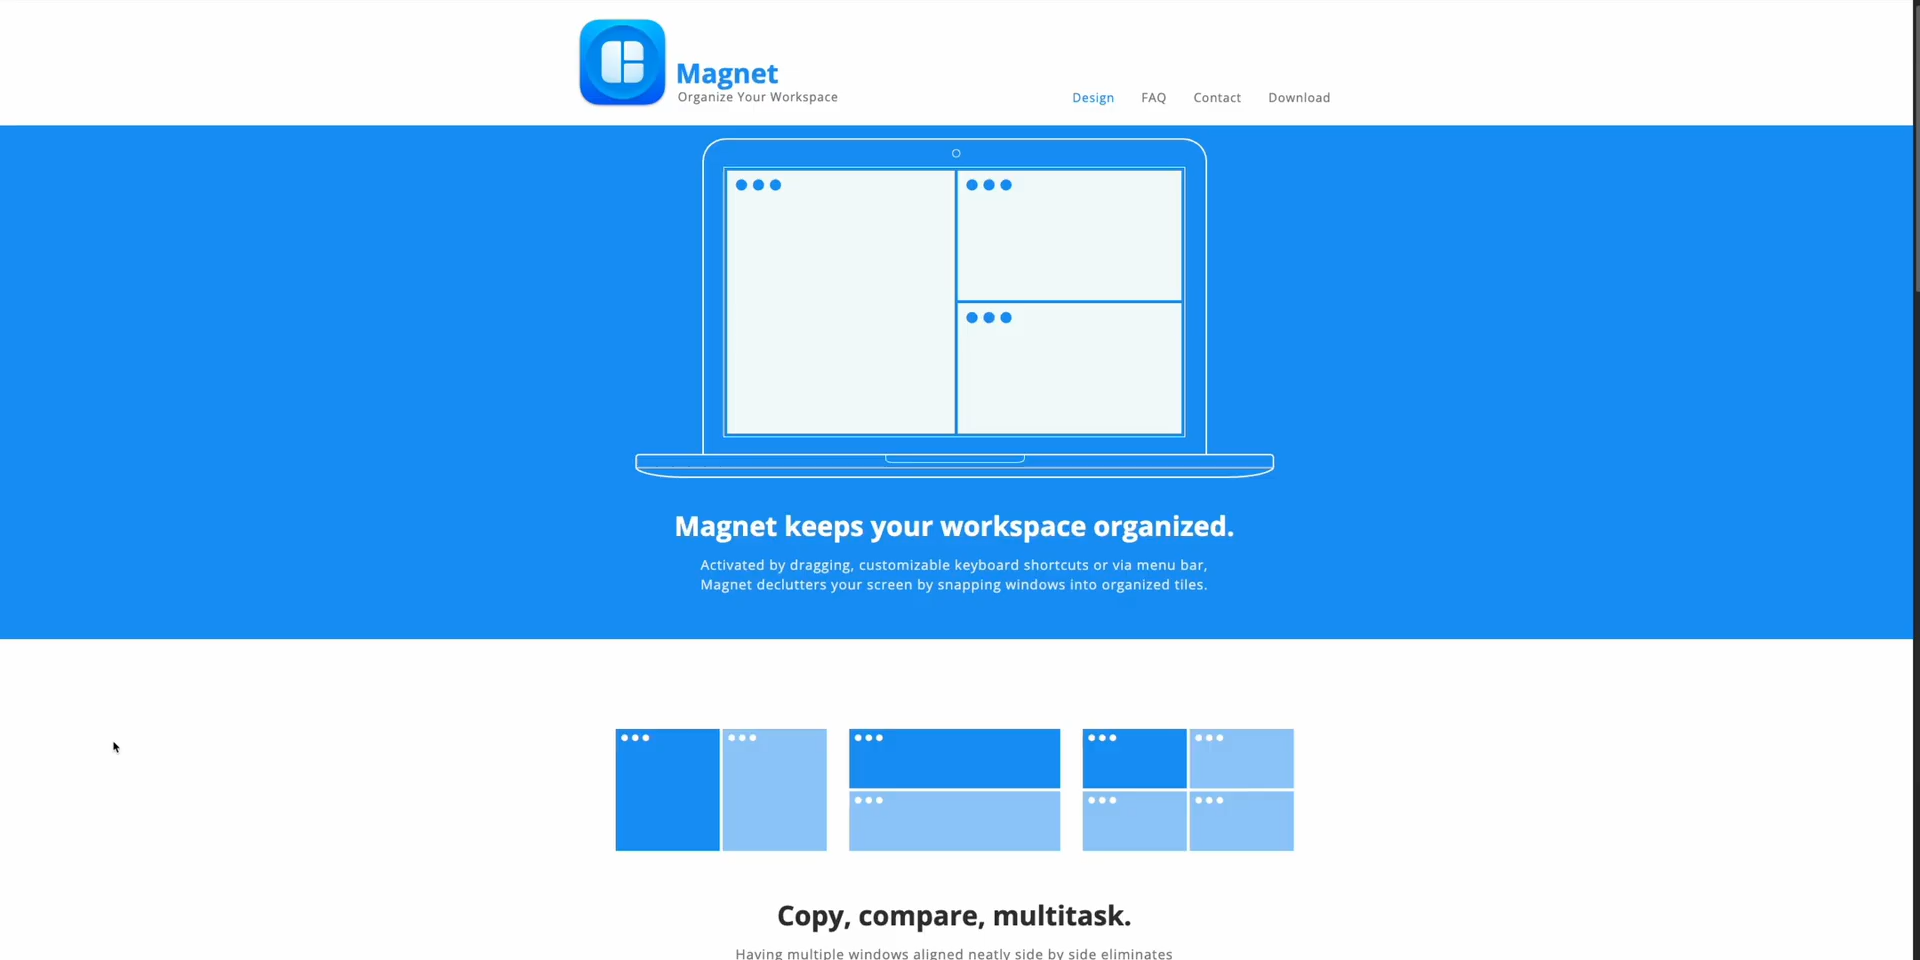 Magnet
Organize Your Workspace
Design FAQ Contact Download
Magnet keeps your workspace organized.
Activated by dragging, customizable keyboard shortcuts or via menu bar,
Magnet declutters your screen by snapping windows into organized tiles.
Copy, compare, multitask.
Having multiple windows aligned neatly side by side eliminates